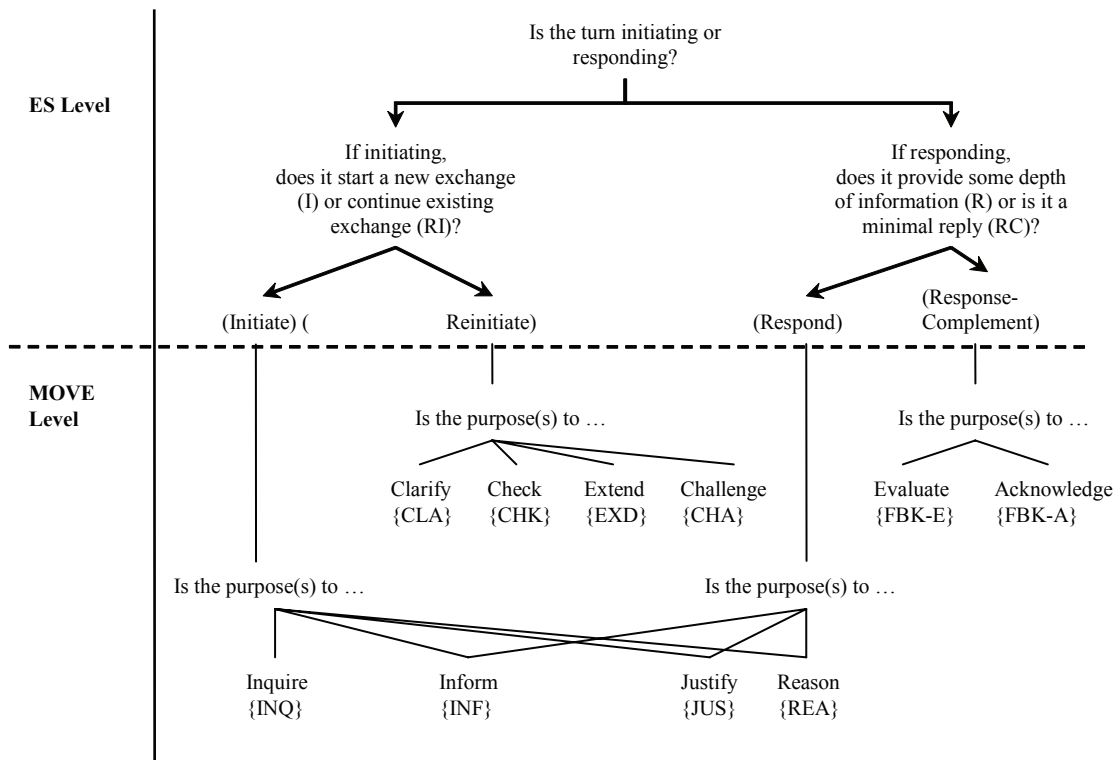 Is the turn initiating or
responding?
ES Level
If initiating,
does it start a new exchange
(I) or continue existing
exchange (RI)?
If responding,
does it provide some depth
of information (R) or is it a
minimal reply (RC)?
(Initiate) (
Reinitiate)
(Respond)
(Response-
Complement)
MOVE
Level
Is the purpose(s) to …
Is the purpose(s) to …
Clarify
{CLA}
Check
{CHK}
Extend
{EXD}
Challenge
{CHA}
Evaluate
{FBK-E}
Acknowledge
{FBK-A}
Is the purpose(s) to …
Is the purpose(s) to …
Inquire
{INQ}
Inform
{INF}
Justify
{JUS}
Reason
{REA}